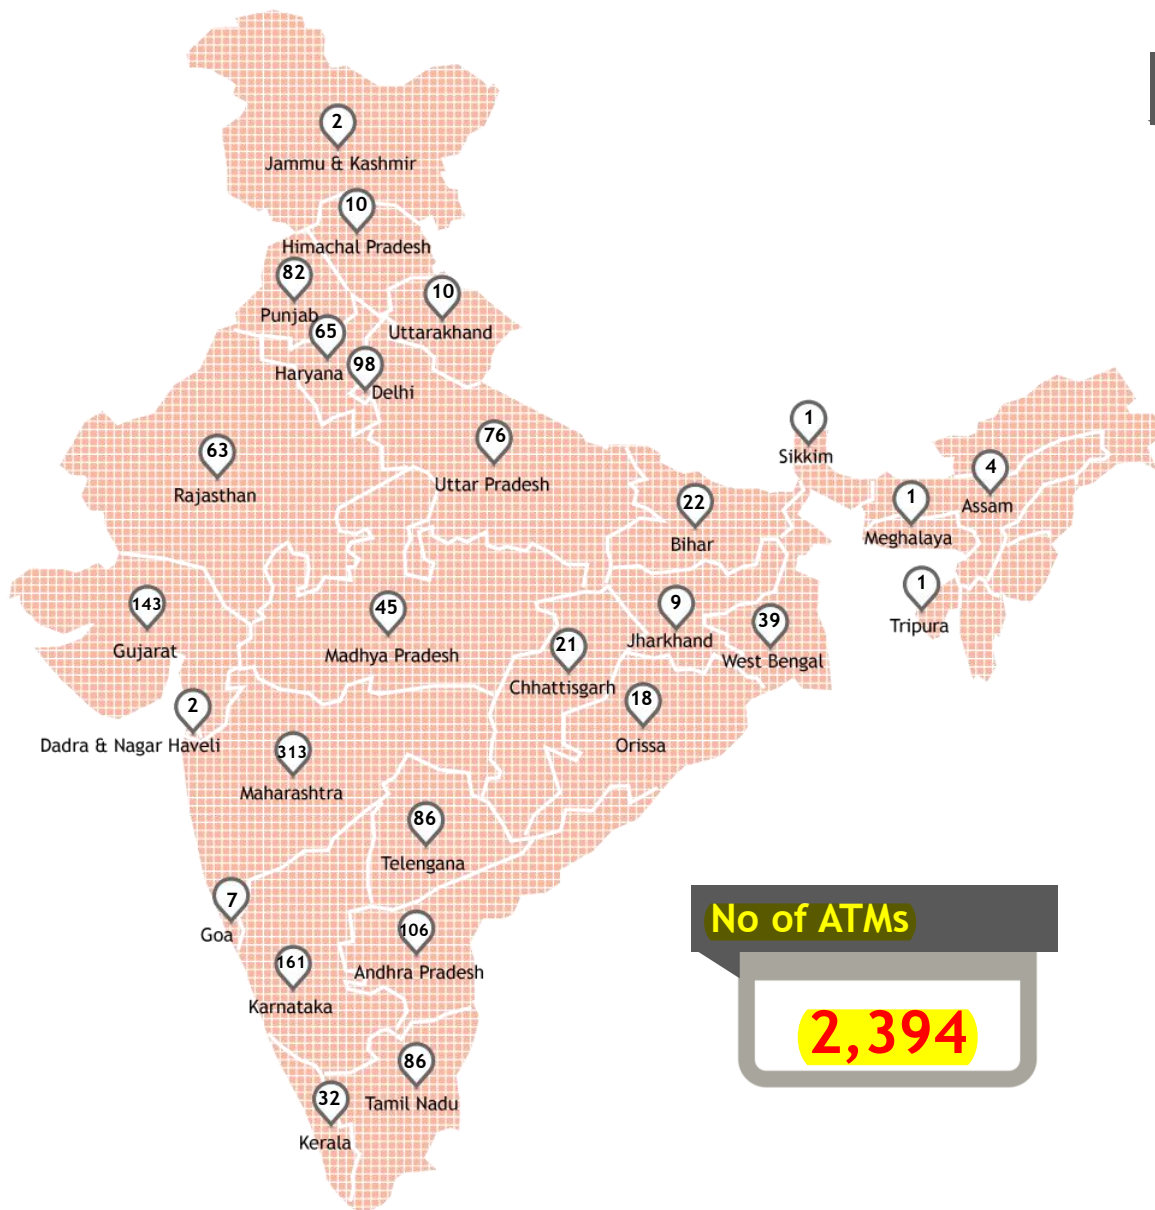 2
Jammu & Kashmir
10
Himachal Pradesh
82
Punjab
10
Uttarakhand
65
Haryana
98
Delhi
63
Rajasthan
76
Uttar Pradesh
1
Sikkim
4
Assam
22
Bihar
1
Meghalaya
143
Gujarat
45
Madhya Pradesh
9
Jharkhand
1
Tripura
21
Chhattisgarh
39
West Bengal
2
Dadra & Nagar Haveli
18
Orissa
313
Maharashtra
86
Telengana
7
Goa
106
Andhra Pradesh
161
Karnataka
86
Tamil Nadu
32
Kerala
No of ATMs
2,394